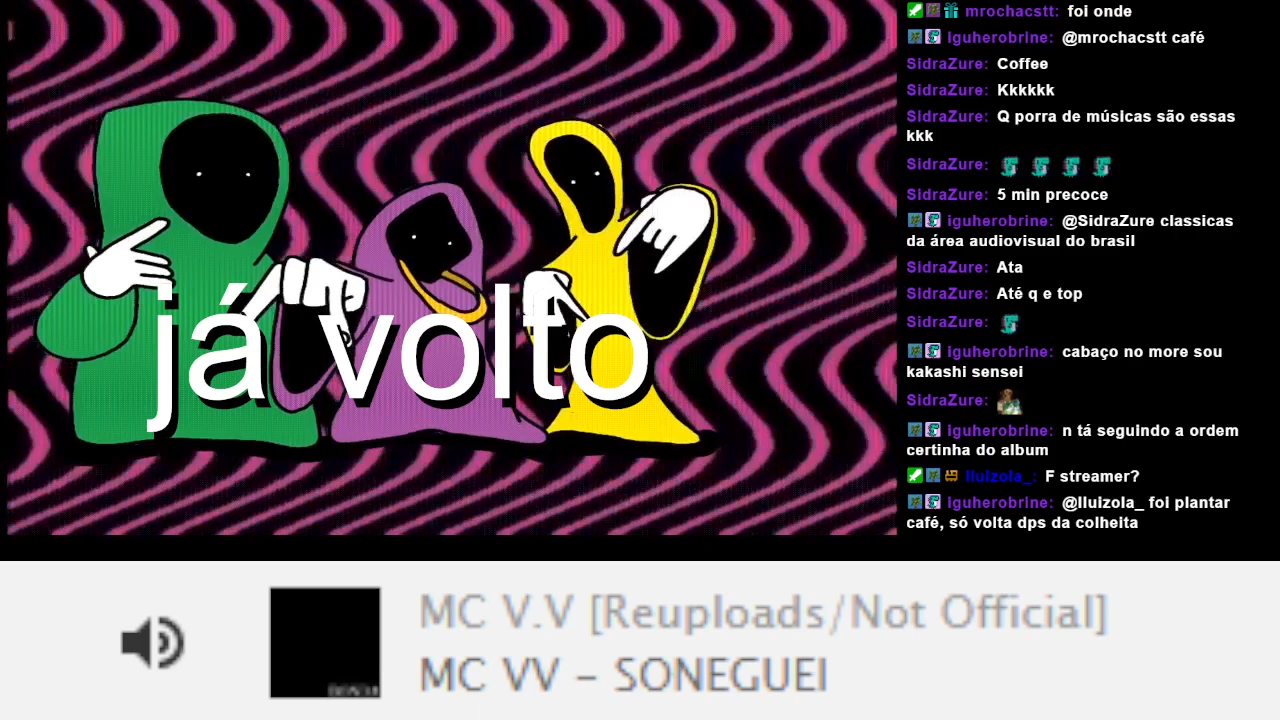 já volto
mrochacstt: foi onde
iguherobrine: @mrochacstt café
SidraZure: Coffee
SidraZure: Kkkkkk
SidraZure: Q porra de músicas são essas
kkk
SidraZure:
SidraZure: 5 min precoce
iguherobrine: @SidraZure classicas
da área audiovisual do brasil
SidraZure: Ata
SidraZure: Até q e top
SidraZure:
iguherobrine: cabaço no more sou
kakashi sensei
SidraZure:
iguherobrine: n tá seguindo a ordem
certinha do album
lluizola_: F streamer?
iguherobrine: @lluizola_ foi plantar
café, só volta dps da colheita
MC V.V [Reuploads/Not Official]
MC VV - SONEGUEI